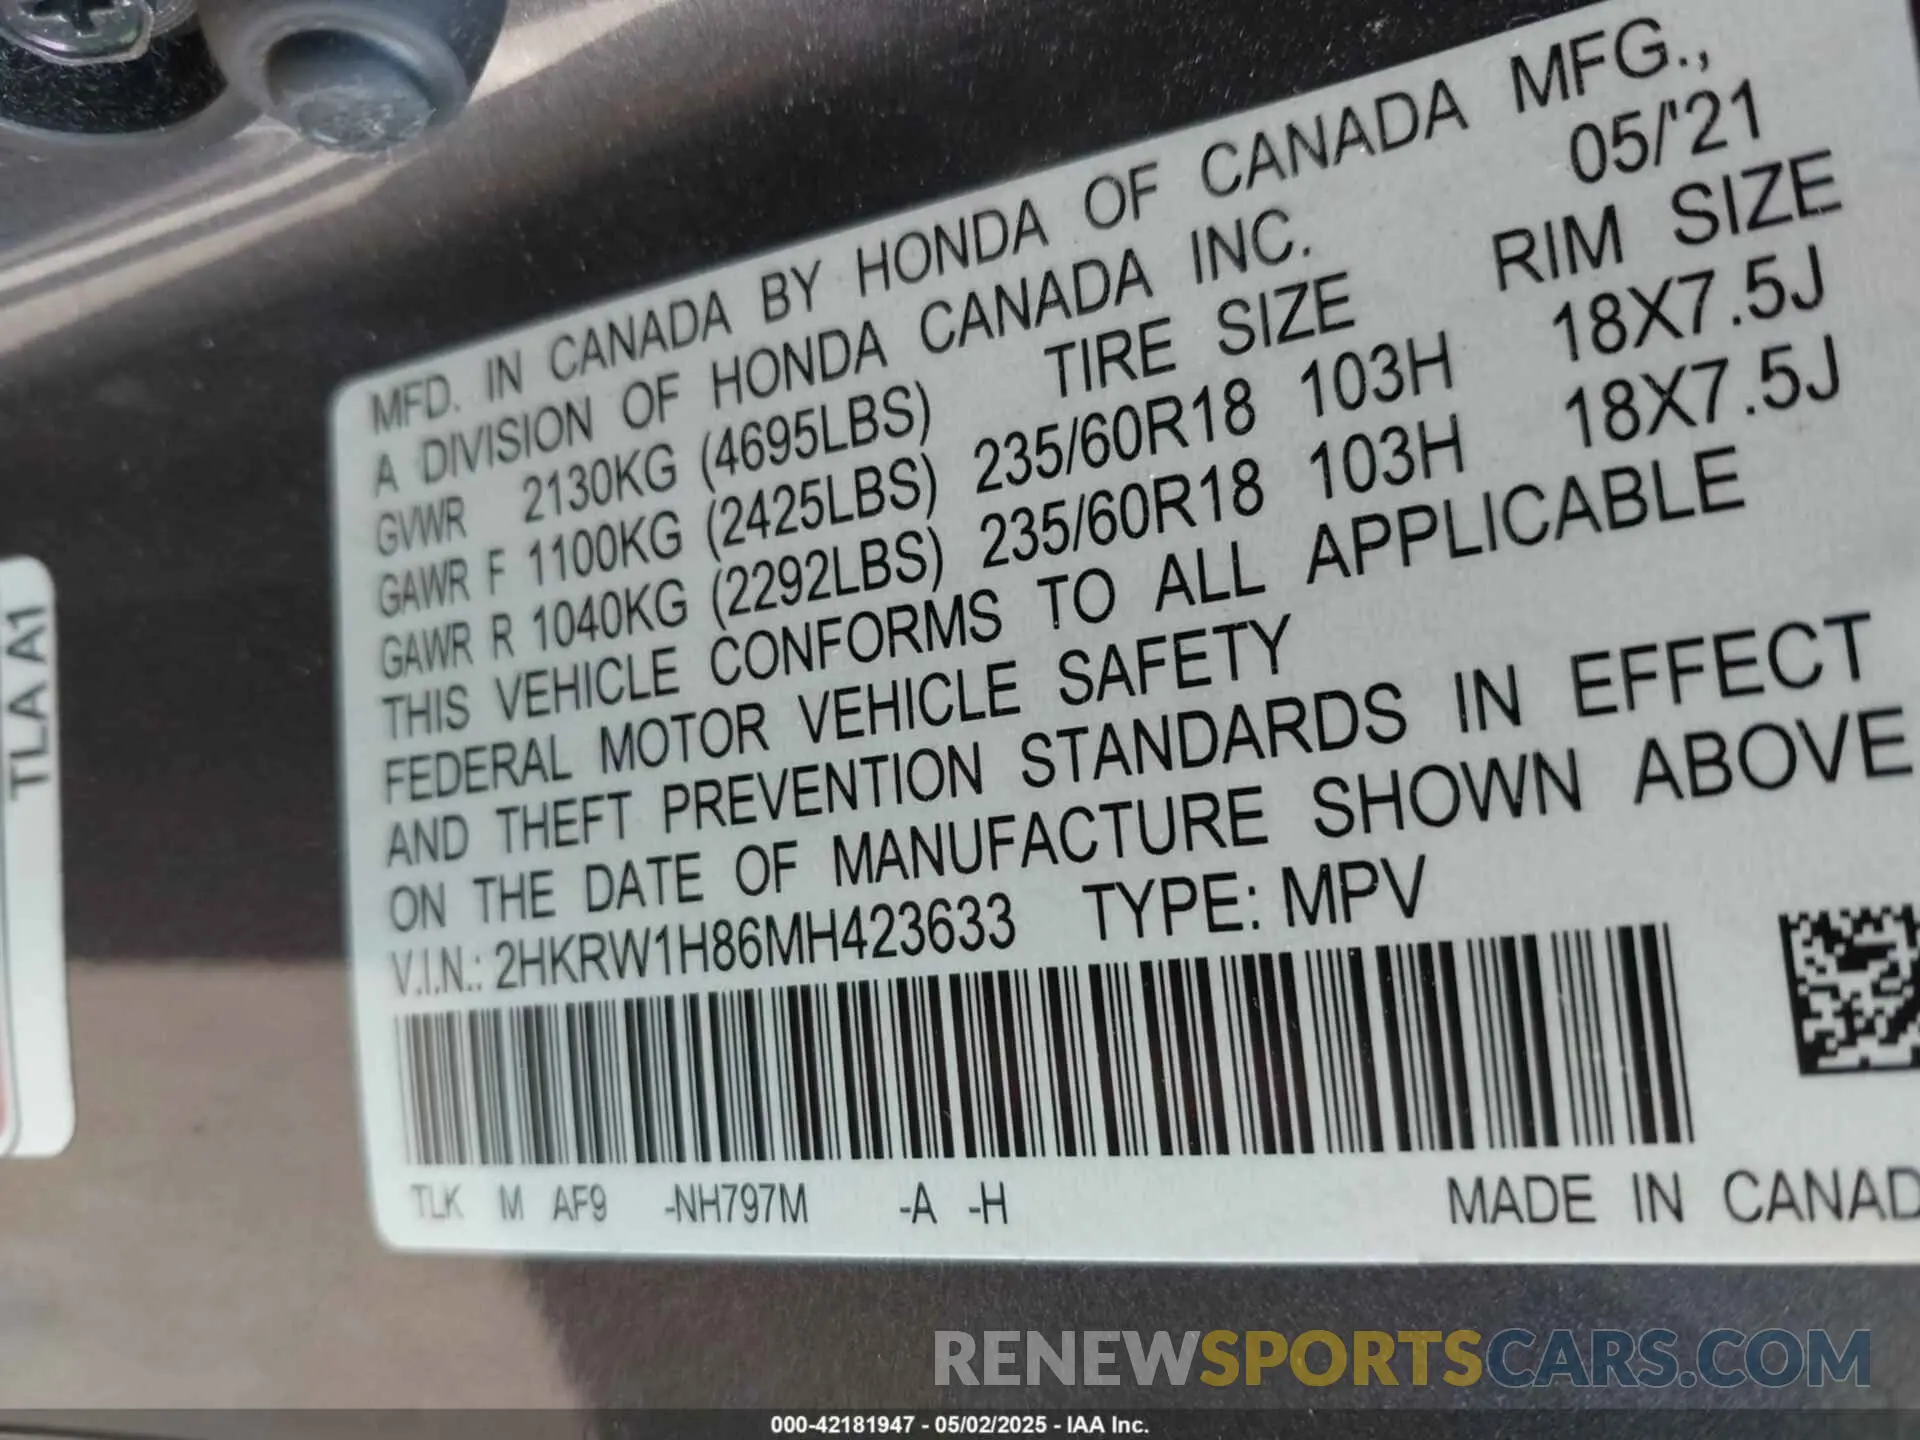 MFD. IN CANADA BY HONDA OF CANADA MFG.,
A DIVISION OF HONDA CANADA INC. 05/'21
GVWR 2130KG (4695LBS) TIRE SIZE RIM SIZE
GAWR F 1100KG (2425LBS) 235/60R18 103H 18X7.5J
GAWR R 1040KG (2292LBS) 235/60R18 103H 18X7.5J
THIS VEHICLE CONFORMS TO ALL APPLICABLE
FEDERAL MOTOR VEHICLE SAFETY
AND THEFT PREVENTION STANDARDS IN EFFECT
ON THE DATE OF MANUFACTURE SHOWN ABOVE
V.I.N.: 2HKRW1H86MH423633 TYPE: MPV
TLK M AF9 -NH797M -A -H MADE IN CANAD
TLA A1
RENEWSPORTSCARS.COM
000-42181947 - 05/02/2025 - IAA Inc.